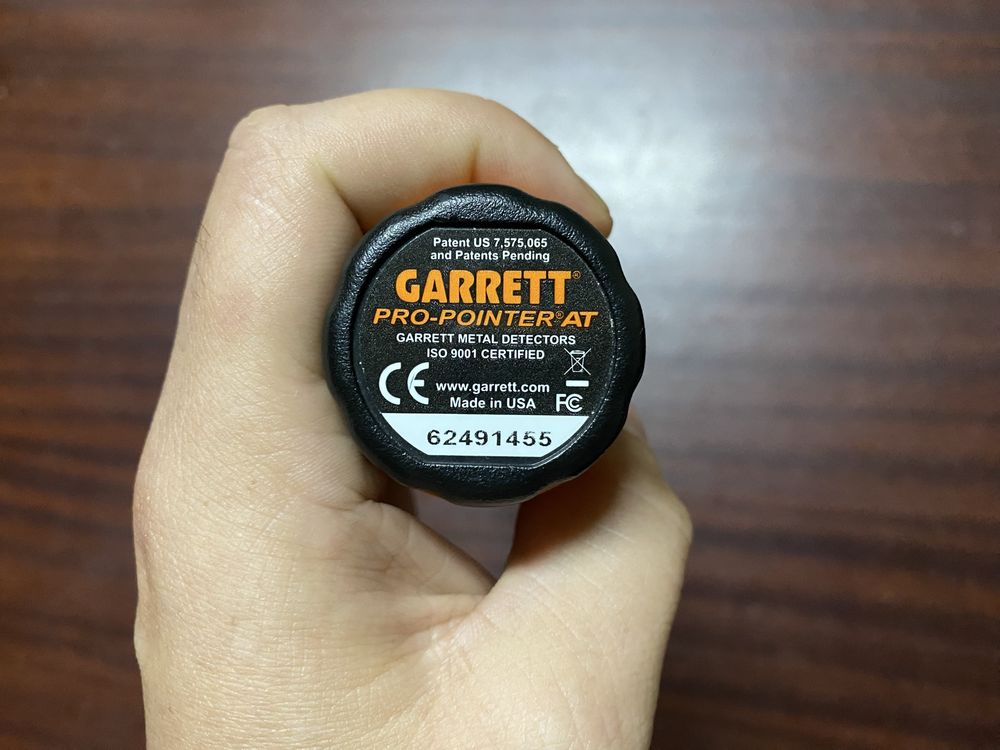 Patent US 7,575,065
and Patents Pending
GARRETT®
PRO-POINTER® AT
GARRETT METAL DETECTORS
ISO 9001 CERTIFIED
CE www.garrett.com
Made in USA FC
62491455